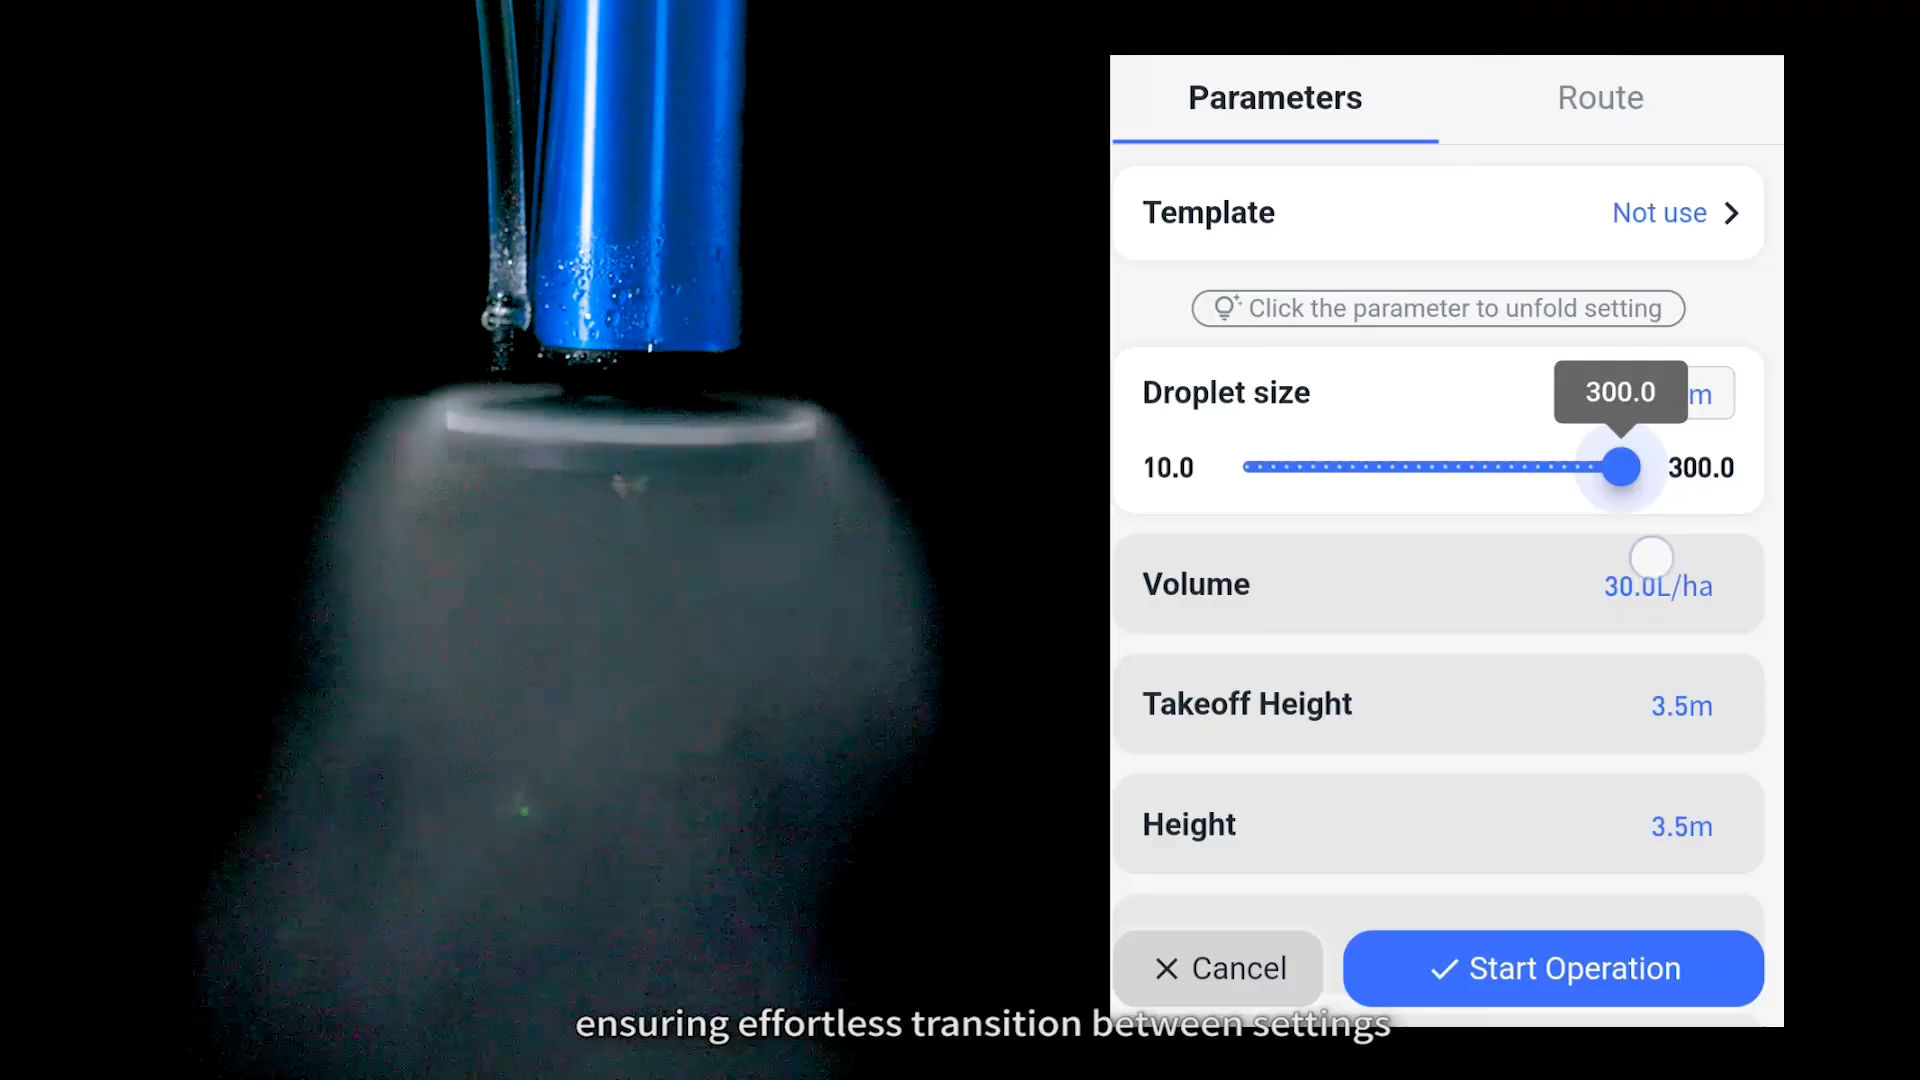 Parameters Route
Template Not use
Click the parameter to unfold setting
Droplet size 300.0 m
10.0 300.0
Volume 30.0L/ha
Takeoff Height 3.5m
Height 3.5m
Cancel Start Operation
ensuring effortless transition between settings